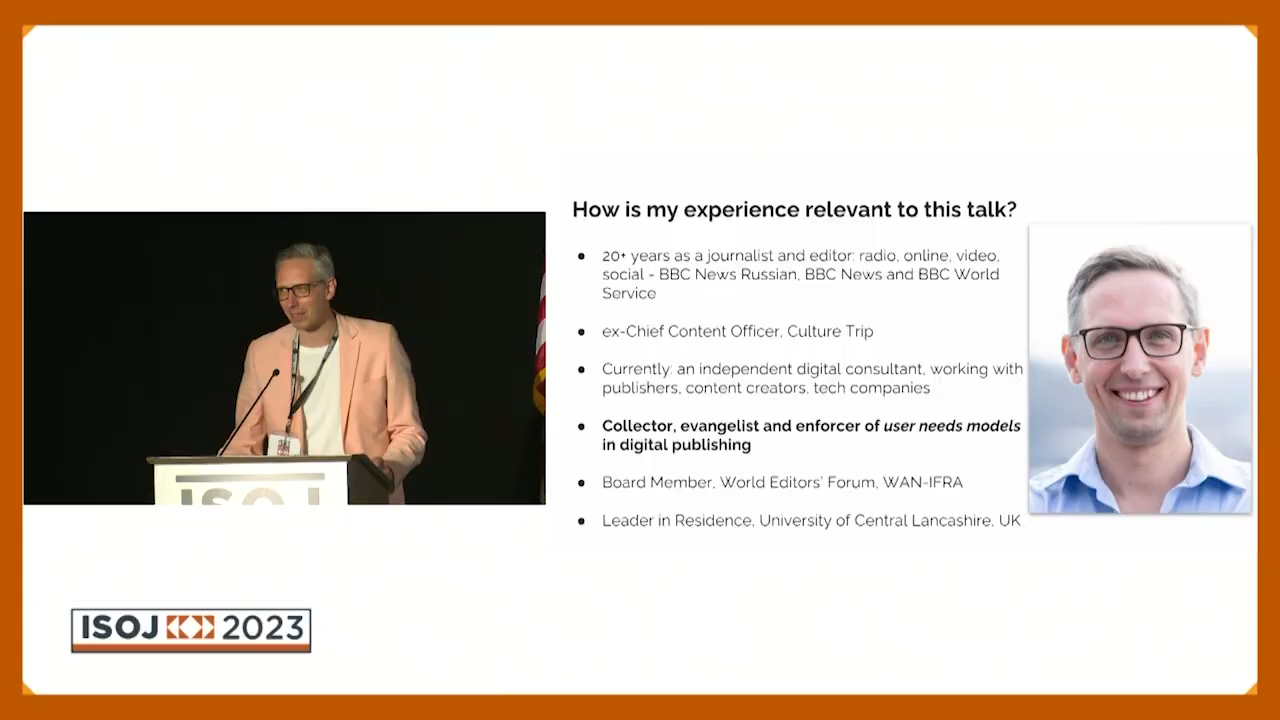 How is my experience relevant to this talk?
● 20+ years as a journalist and editor: radio, online, video,
social - BBC News Russian, BBC News and BBC World
Service
● ex-Chief Content Officer, Culture Trip
● Currently: an independent digital consultant, working with
publishers, content creators, tech companies
● Collector, evangelist and enforcer of user needs models
in digital publishing
● Board Member, World Editors' Forum, WAN-IFRA
● Leader in Residence, University of Central Lancashire, UK
ISOJ
ISOJ 2023